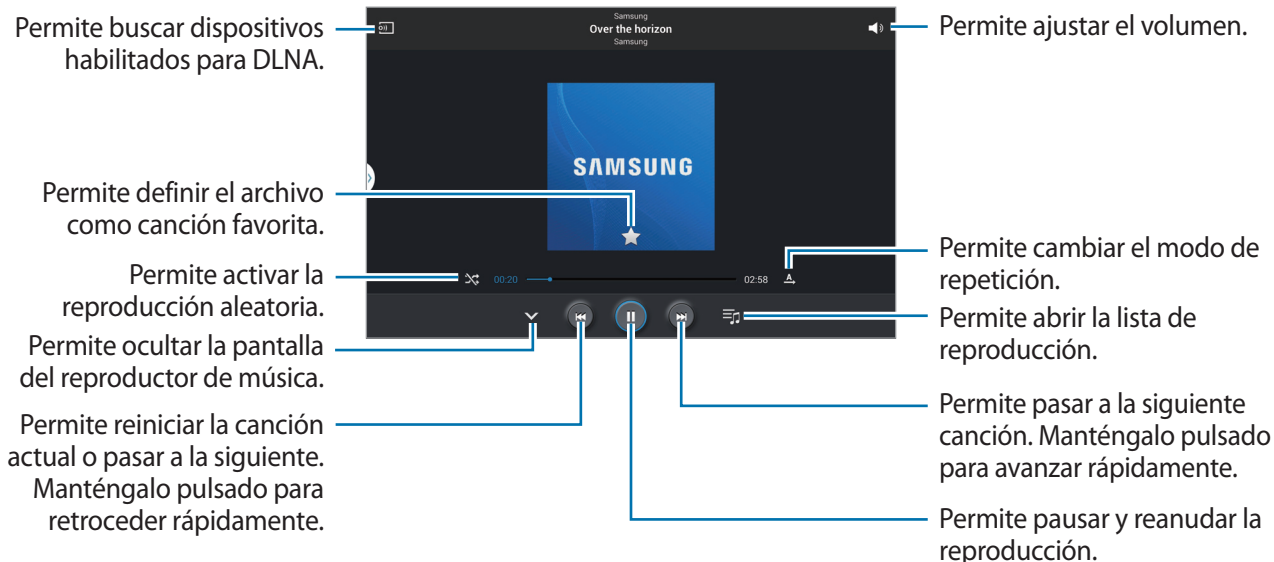 Permite buscar dispositivos
habilitados para DLNA.
Permite definir el archivo
como canción favorita.
Permite activar la
reproducción aleatoria.
Permite ocultar la pantalla
del reproductor de música.
Permite reiniciar la canción
actual o pasar a la siguiente.
Manténgalo pulsado para
retroceder rápidamente.
Samsung
Over the horizon
Samsung
SAMSUNG
00:20
02:58
A
Permite ajustar el volumen.
Permite cambiar el modo de
repetición.
Permite abrir la lista de
reproducción.
Permite pasar a la siguiente
canción. Manténgalo pulsado
para avanzar rápidamente.
Permite pausar y reanudar la
reproducción.